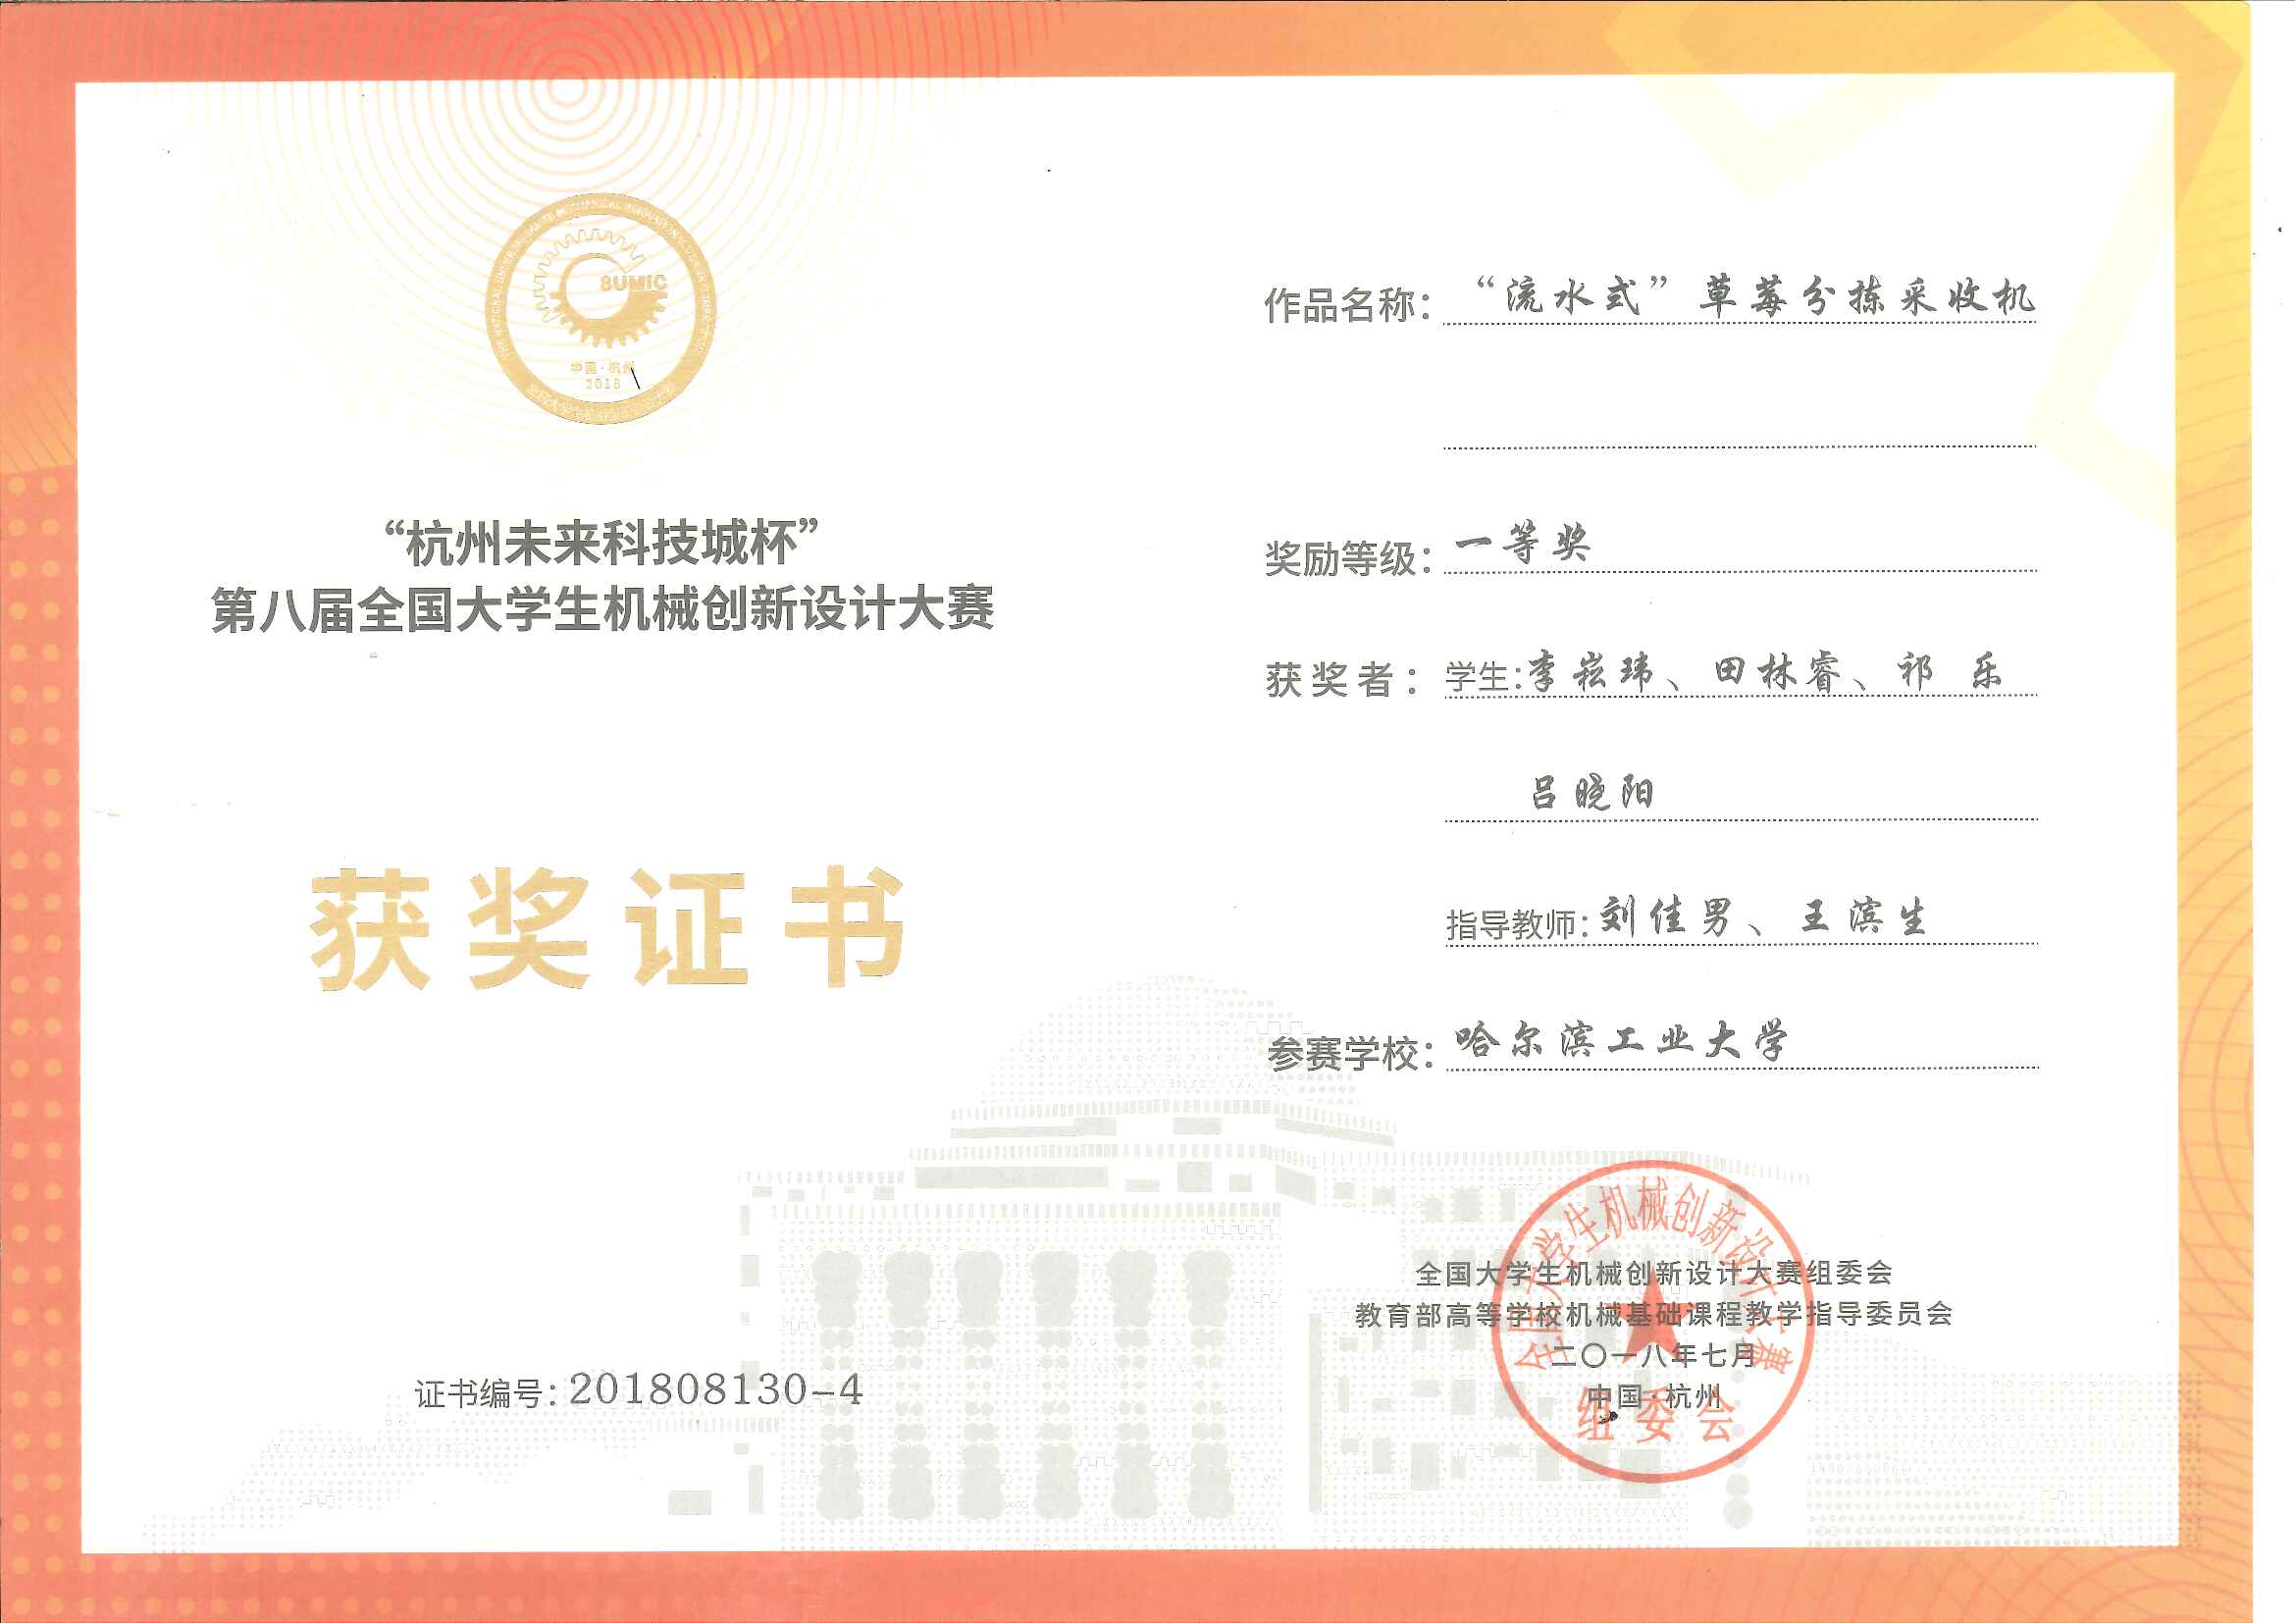 8UMIC
中国·杭州
2018
“杭州未来科技城杯”
第八届全国大学生机械创新设计大赛
获奖证书
证书编号：201808130-4
作品名称：“流水式”草莓分拣采收机
奖励等级：一等奖
获奖者：学生：李崧玮、田林睿、祁 乐
吕晓阳
指导教师：刘佳男、王滨生
参赛学校：哈尔滨工业大学
全国大学生机械创新设计大赛组委会
教育部高等学校机械基础课程教学指导委员会
二〇一八年七月
中国·杭州
全国大学生机械创新设计大赛
组委会